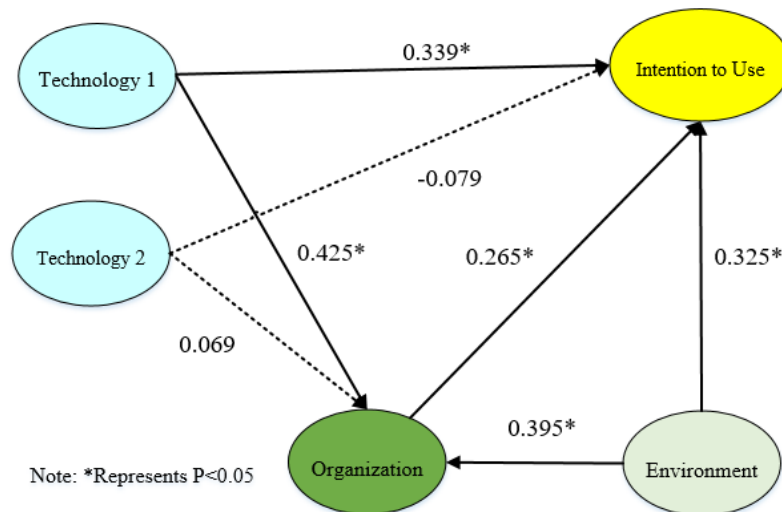 0.339*
Technology 1
Intention to Use
-0.079
Technology 2
0.425*
0.265*
0.325*
0.069
0.395*
Note: *Represents P<0.05
Organization
Environment